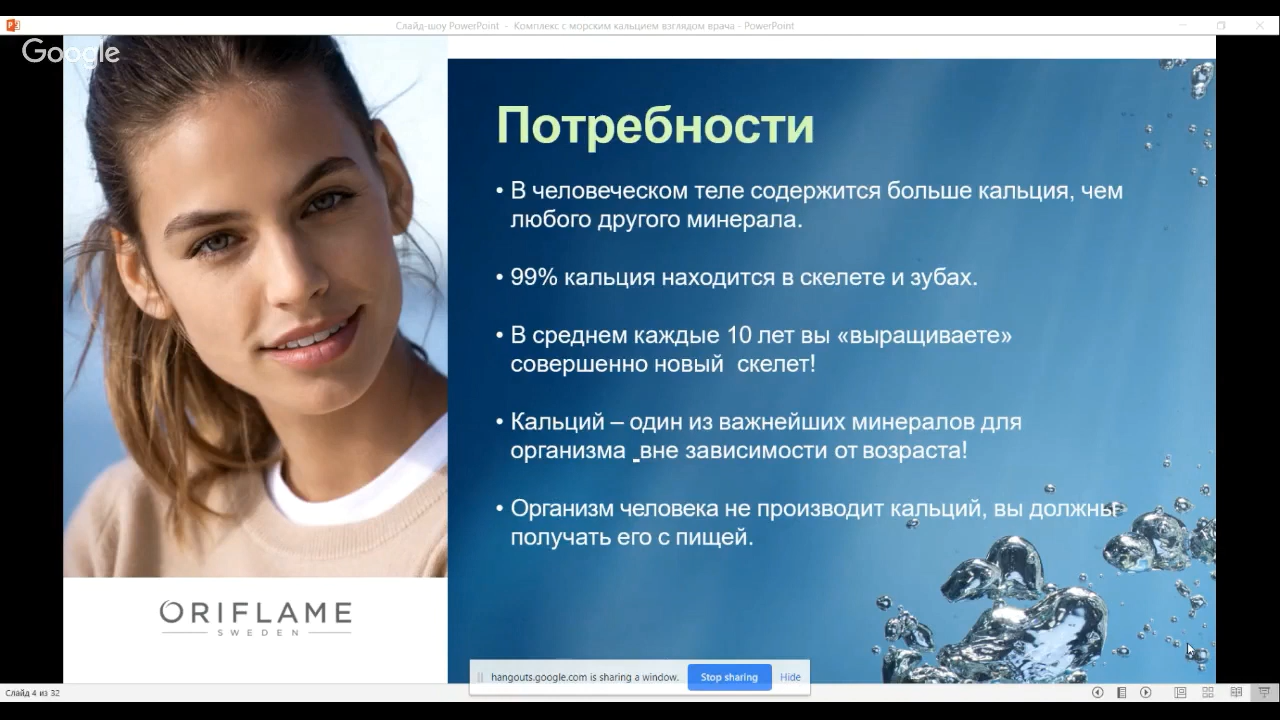 Слайд-шоу PowerPoint - Комплекс с морским кальцием взглядом врача - PowerPoint
Google
Потребности
• В человеческом теле содержится больше кальция, чем
любого другого минерала.
• 99% кальция находится в скелете и зубах.
• В среднем каждые 10 лет вы «выращиваете»
совершенно новый скелет!
• Кальций – один из важнейших минералов для
организма _вне зависимости от возраста!
• Организм человека не производит кальций, вы должны
получать его с пищей.
ORIFLAME
SWEDEN
hangouts.google.com is sharing a window. Stop sharing Hide
Слайд 4 из 32